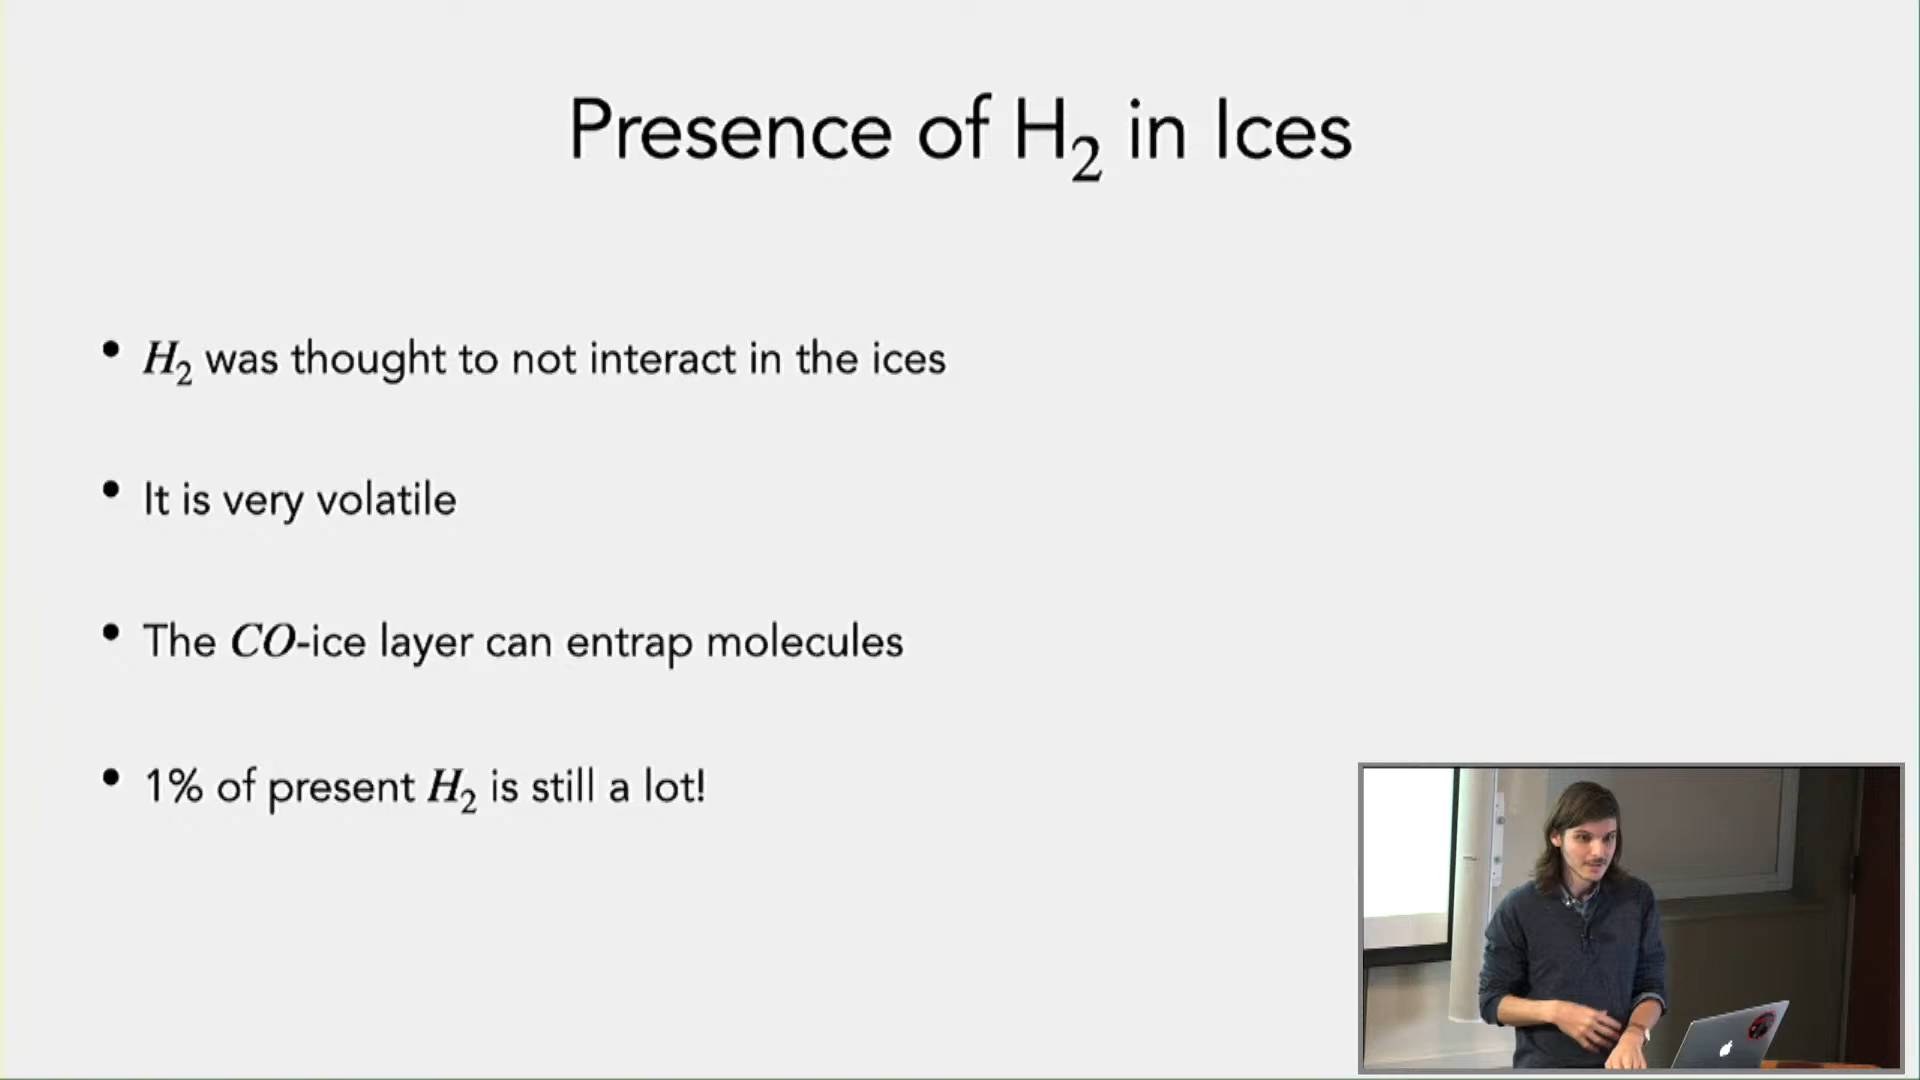 Presence of H₂ in Ices
• H₂ was thought to not interact in the ices
• It is very volatile
• The CO-ice layer can entrap molecules
• 1% of present H₂ is still a lot!